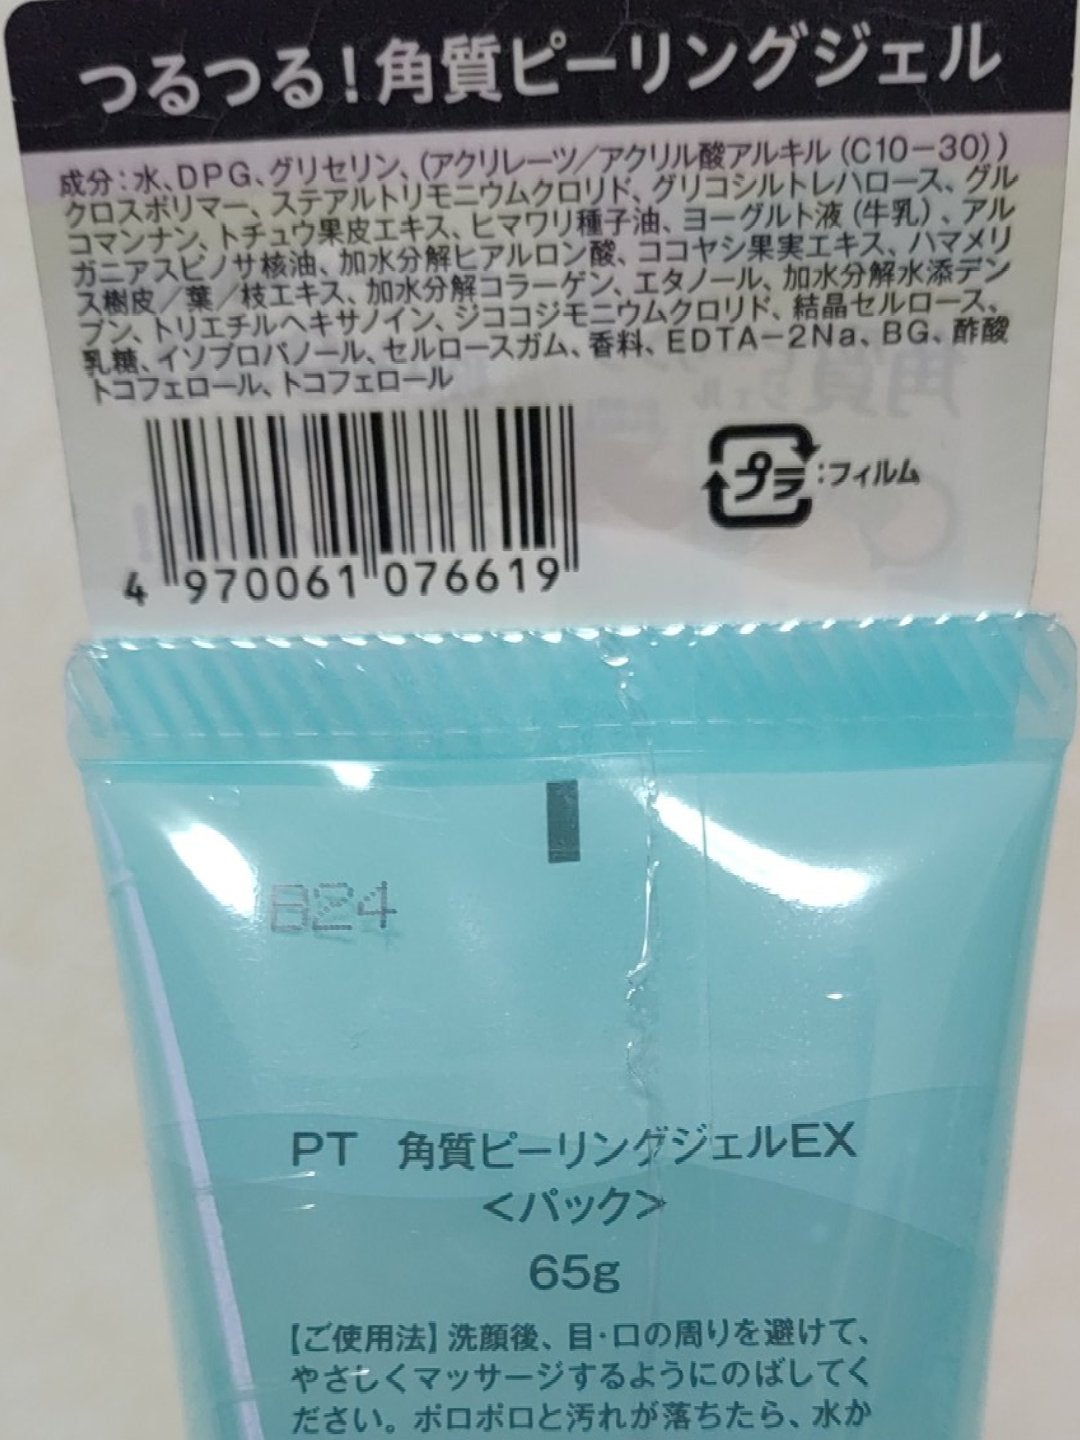 つるつる!角質ピーリングジェル
成分:水、DPG、グリセリン、(アクリレーツ/アクリル酸アルキル(C10-30))
クロスポリマー、ステアルトリモニウムクロリド、グリコシルトレハロース、グル
コマンナン、トチュウ果皮エキス、ヒマワリ種子油、ヨーグルト液(牛乳)、アル
ガニアスピノサ核油、加水分解ヒアルロン酸、ココヤシ果実エキス、ハマメリ
ス樹皮/葉/枝エキス、加水分解コラーゲン、エタノール、加水分解水添デン
プン、トリエチルヘキサノイン、ジココジモニウムクロリド、結晶セルロース、
乳糖、イソプロパノール、セルロースガム、香料、EDTA-2Na、BG、酢酸
トコフェロール、トコフェロール
プラ:フィルム
4 970061 076619
824
PT 角質ピーリングジェルEX
<パック>
65g
【ご使用法】洗顔後、目・口の周りを避けて、
やさしくマッサージするようにのばしてく
ださい。ポロポロと汚れが落ちたら、水か